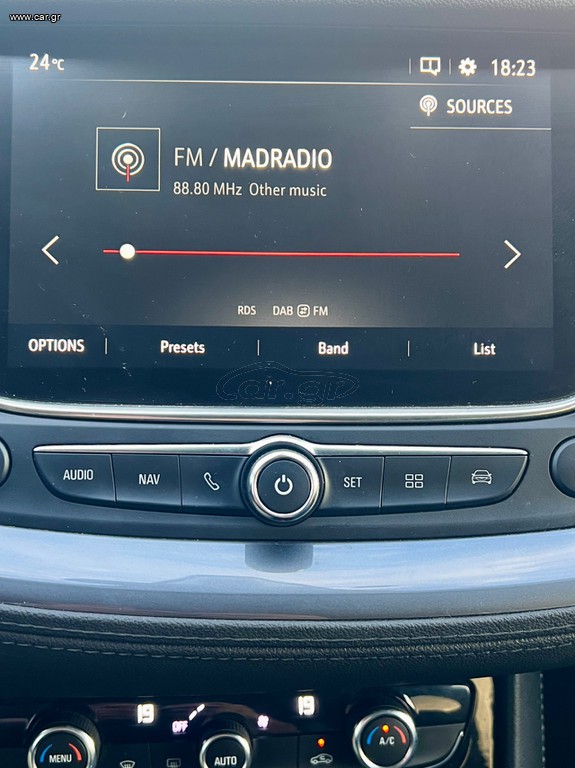 www.car.gr
24°C
18:23
SOURCES
FM / MADRADIO
88.80 MHz Other music
RDS DAB FM
OPTIONS Presets Band List
car.gr
AUDIO NAV SET
19 OFF 19
MENU AUTO A/C